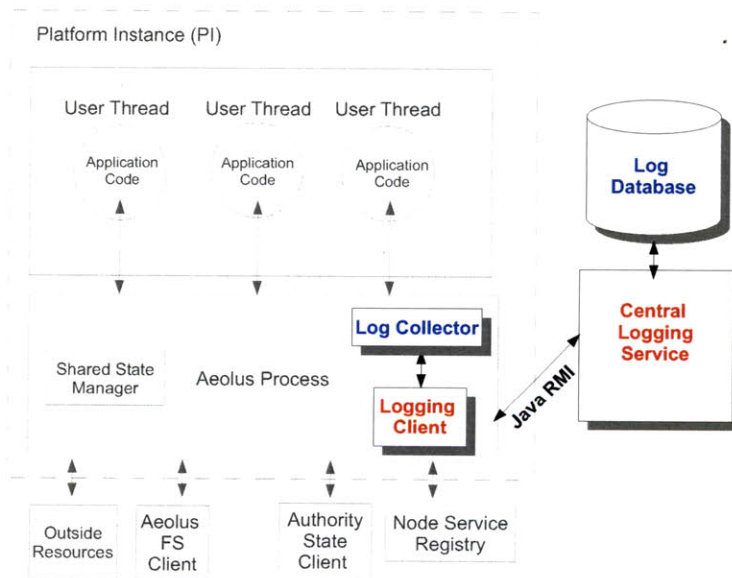 Platform Instance (PI)
User Thread
User Thread
User Thread
Application
Code
Application
Code
Application
Code
Log
Database
Central
Logging
Service
Log Collector
Shared State
Manager
Aeolus Process
Logging
Client
Java RMI
Outside
Resources
Aeolus
FS
Client
Authority
State
Client
Node Service
Registry